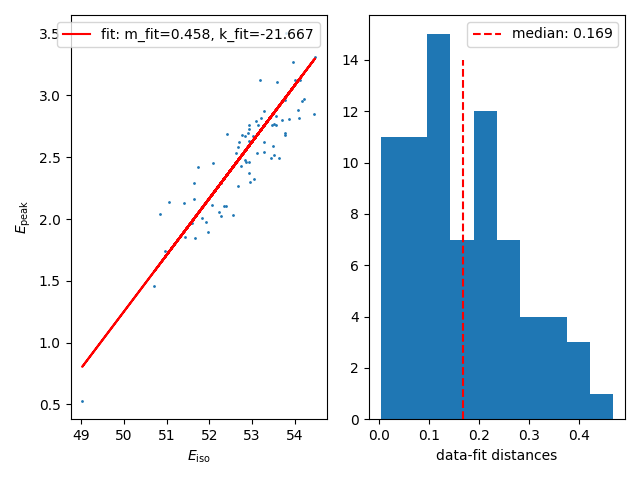 fit: m_fit=0.458, k_fit=-21.667
3.5
3.0
2.5
2.0
1.5
1.0
0.5
E_peak
49 50 51 52 53 54
E_iso
median: 0.169
14
12
10
8
6
4
2
0
0.0 0.1 0.2 0.3 0.4
data-fit distances